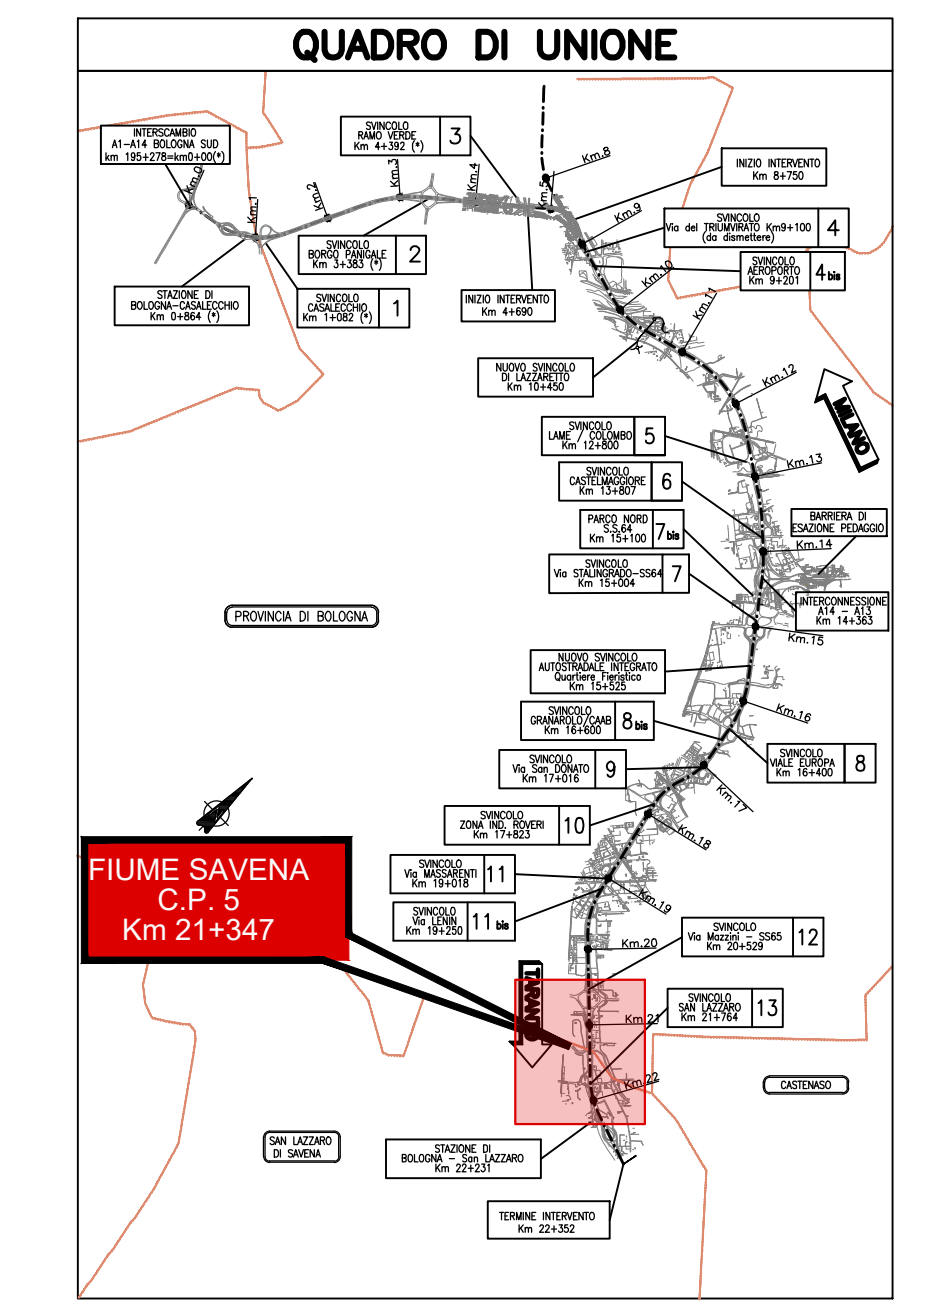 QUADRO DI UNIONE
INTERSCAMBIO
A1-A14 BOLOGNA SUD
km 195+278=km0+00(*)
SVINCOLO
RAMO VERDE
Km 4+392 (*)
3
Km.0
Km.1
Km.2
Km.3
Km.4
Km.5
Km.8
INIZIO INTERVENTO
Km 8+750
Km.9
SVINCOLO
Via del TRIUMVIRATO Km9+100
(da dismettere)
4
SVINCOLO
BORGO PANIGALE
Km 3+383 (*)
2
SVINCOLO
AEROPORTO
Km 9+201
4 bis
Km.10
STAZIONE DI
BOLOGNA-CASALECCHIO
Km 0+864 (*)
SVINCOLO
CASALECCHIO
Km 1+082 (*)
1
INIZIO INTERVENTO
Km 4+690
Km.11
NUOVO SVINCOLO
DI LAZZARETTO
Km 10+450
Km.12
MILANO
SVINCOLO
LAME / COLOMBO
Km 12+800
5
Km.13
SVINCOLO
CASTELMAGGIORE
Km 13+807
6
PARCO NORD
S.S.64
Km 15+100
7 bis
BARRIERA DI
ESAZIONE PEDAGGIO
Km.14
SVINCOLO
Via STALINGRADO-SS64
Km 15+004
7
INTERCONNESSIONE
A14 - A13
Km 14+363
PROVINCIA DI BOLOGNA
Km.15
NUOVO SVINCOLO
AUTOSTRADALE INTEGRATO
Quartiere Fieristico
Km 15+525
SVINCOLO
GRANAROLO/CAAB
Km 16+600
8 bis
Km.16
SVINCOLO
VIALE EUROPA
Km 16+400
8
SVINCOLO
Via San DONATO
Km 17+016
9
Km.17
SVINCOLO
ZONA IND. ROVERI
Km 17+823
10
Km.18
FIUME SAVENA
C.P. 5
Km 21+347
SVINCOLO
Via MASSARENTI
Km 19+018
11
Km.19
SVINCOLO
Via LENIN
Km 19+250
11 bis
SVINCOLO
Via Mazzini - SS65
Km 20+529
12
Km.20
TARANTO
SVINCOLO
SAN LAZZARO
Km 21+764
13
Km.21
Km.22
CASTENASO
SAN LAZZARO
DI SAVENA
STAZIONE DI
BOLOGNA - San LAZZARO
Km 22+231
TERMINE INTERVENTO
Km 22+352